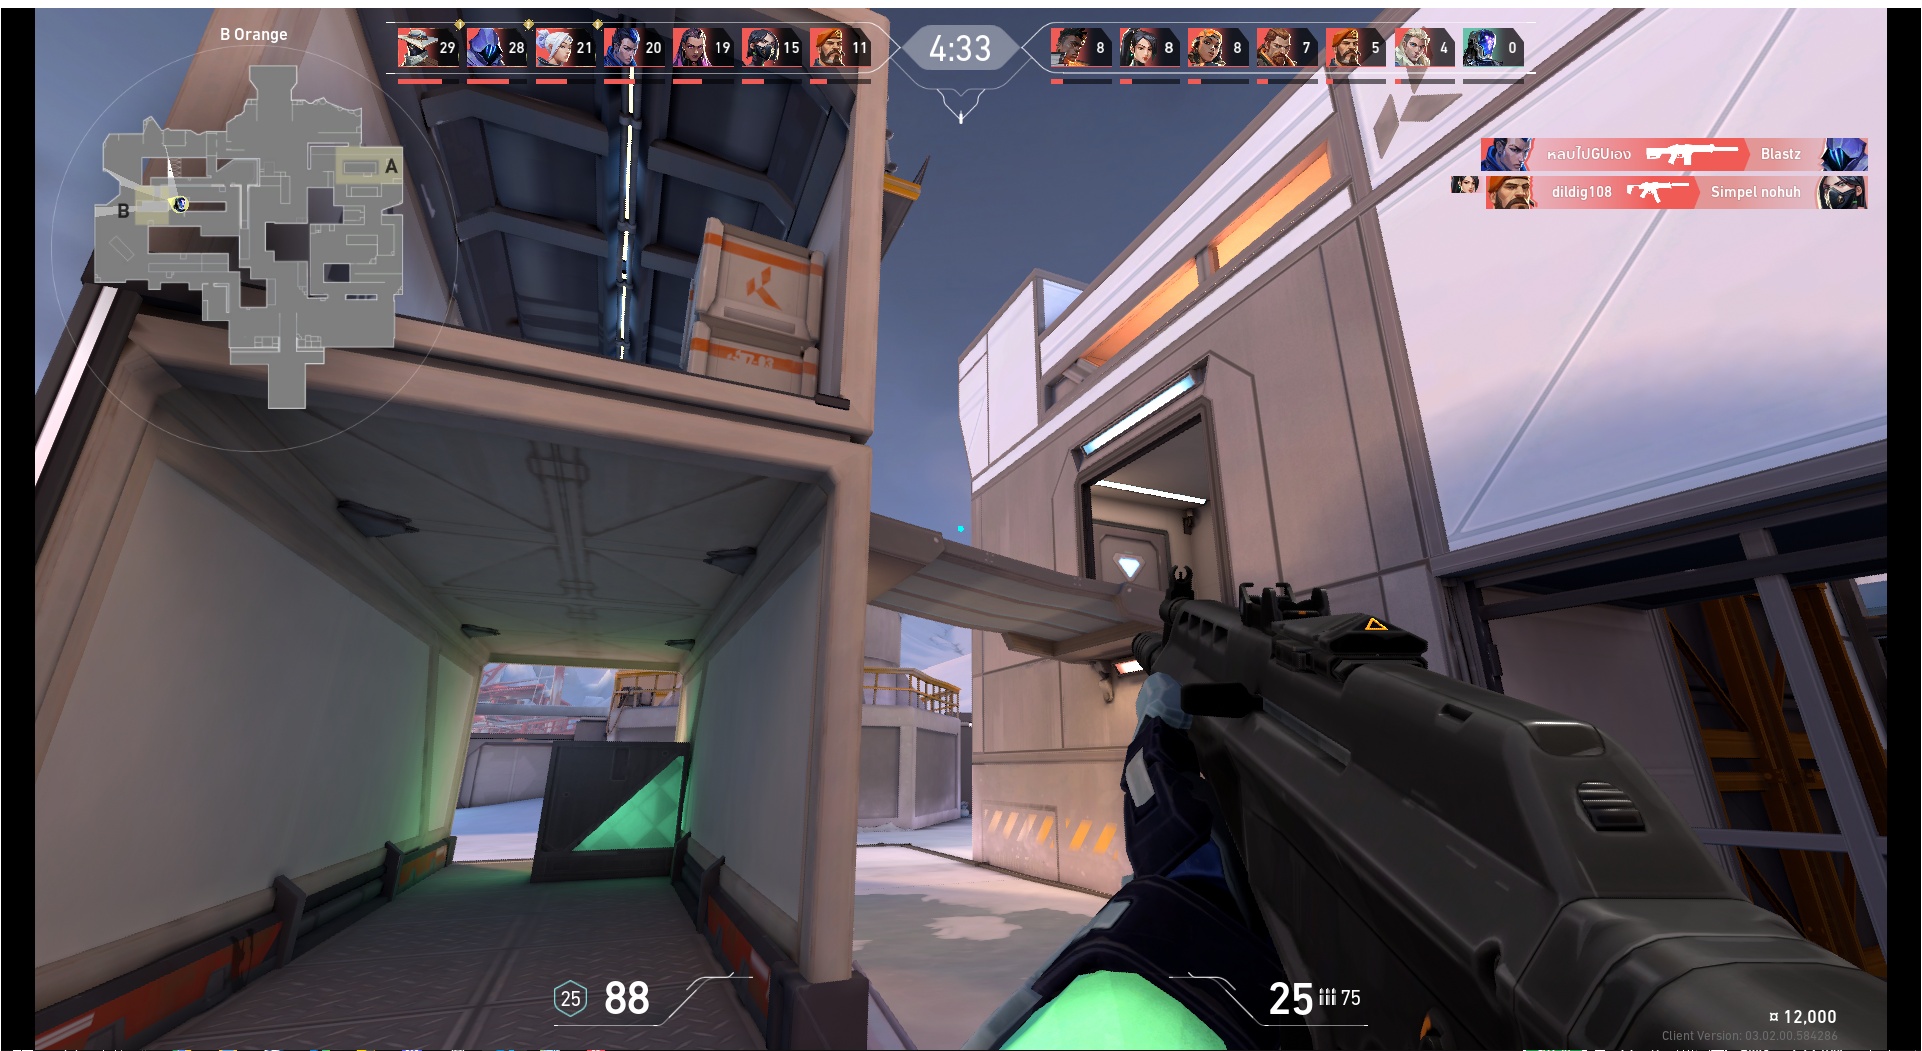 B Orange
29 28 21 20 19 15 11
4:33
8 8 8 7 5 4 0
A
B
หลบไปGUเอง Blastz
dildig108 Simpel nohuh
25 88
25 75
¤ 12,000
Client Version: 03.02.00.584286